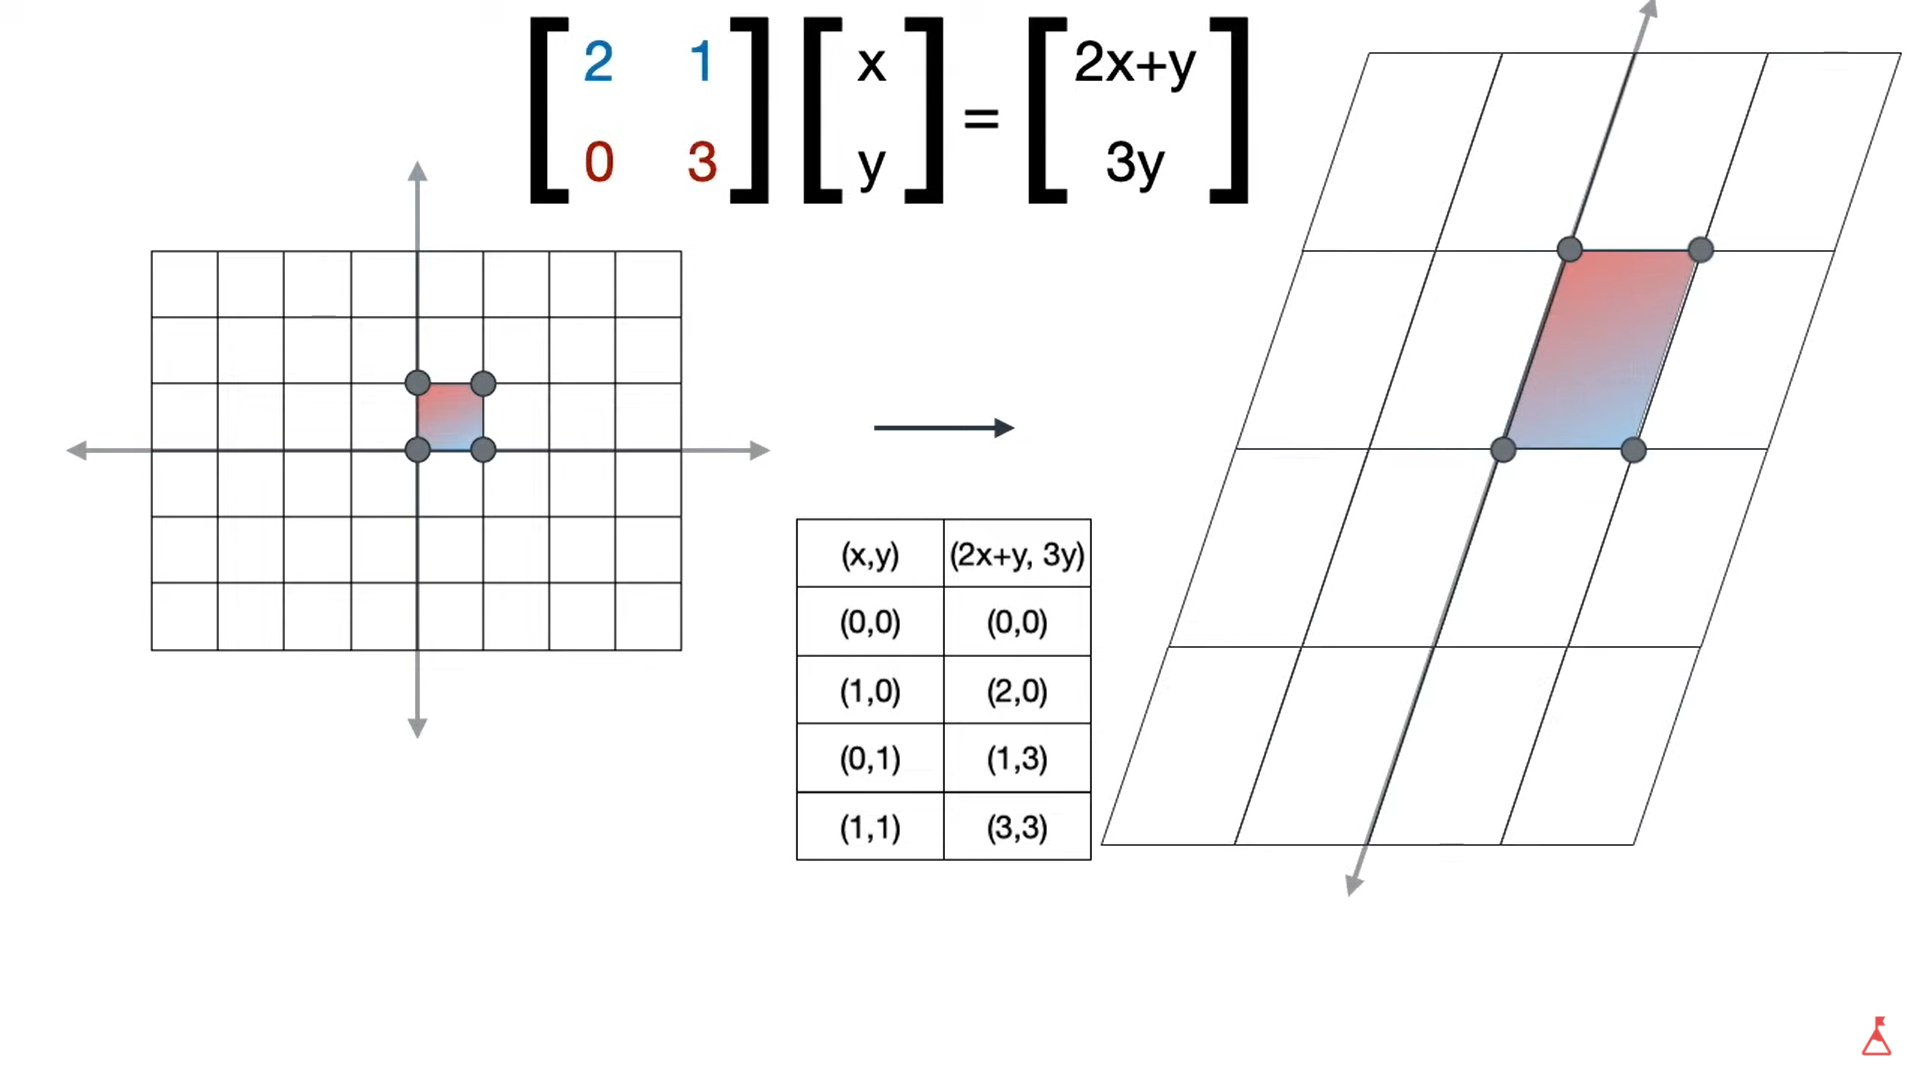 [2 1
0 3] [x
y] = [2x+y
3y]
(x,y) (2x+y, 3y)
(0,0) (0,0)
(1,0) (2,0)
(0,1) (1,3)
(1,1) (3,3)